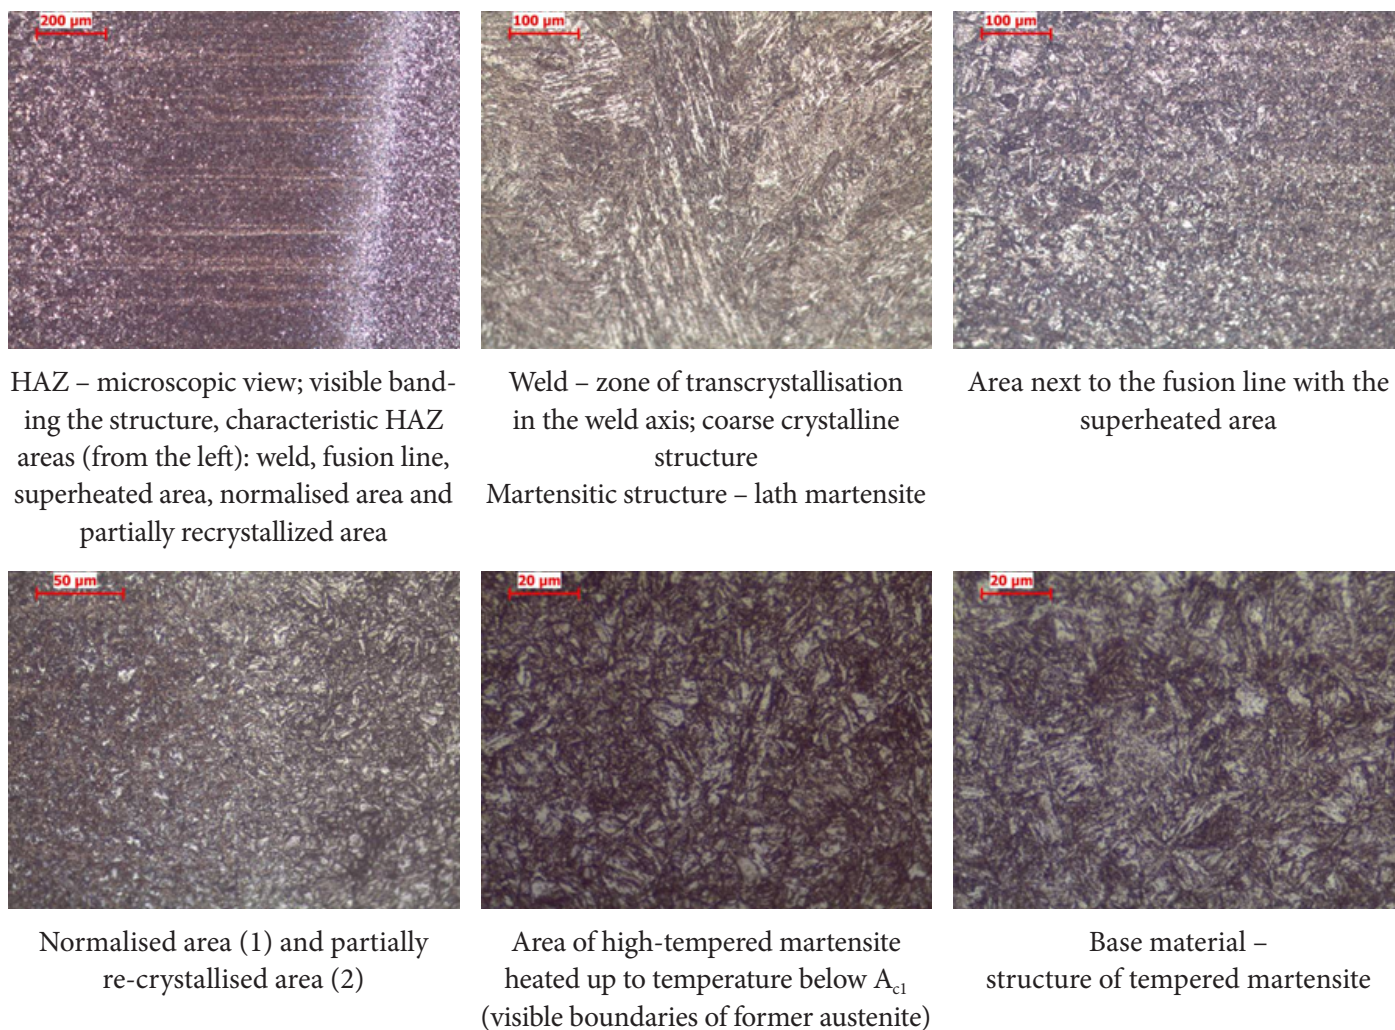 200 µm
100 µm
100 µm
HAZ – microscopic view; visible band-
ing the structure, characteristic HAZ
areas (from the left): weld, fusion line,
superheated area, normalised area and
partially recrystallized area
Weld – zone of transcrystallisation
in the weld axis; coarse crystalline
structure
Martensitic structure – lath martensite
Area next to the fusion line with the
superheated area
50 µm
20 µm
20 µm
Normalised area (1) and partially
re-crystallised area (2)
Area of high-tempered martensite
heated up to temperature below Ac1
(visible boundaries of former austenite)
Base material –
structure of tempered martensite